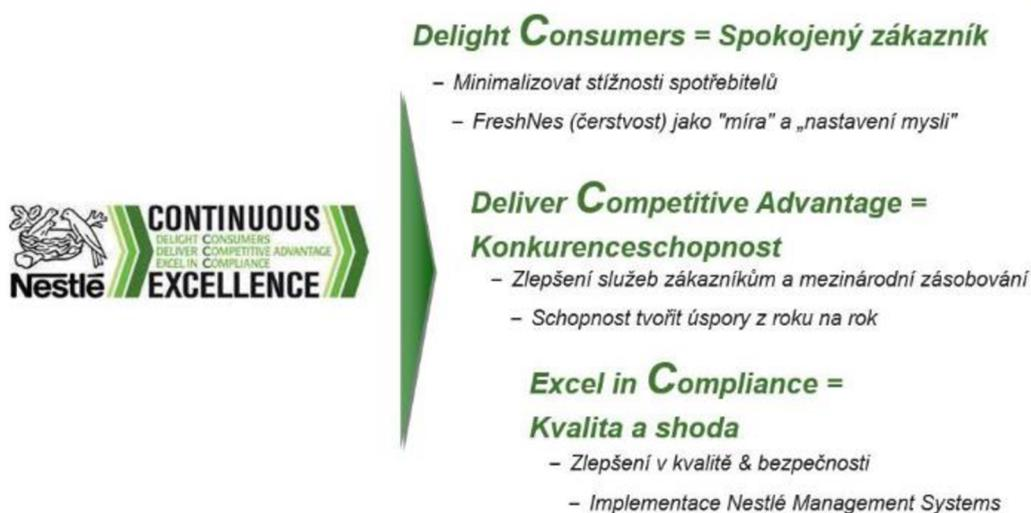 Delight Consumers = Spokojený zákazník
– Minimalizovat stížnosti spotřebitelů
– FreshNes (čerstvost) jako "míra" a „nastavení mysli"
Nestlé
CONTINUOUS
DELIGHT CONSUMERS
DELIVER COMPETITIVE ADVANTAGE
EXCEL IN COMPLIANCE
EXCELLENCE
Deliver Competitive Advantage =
Konkurenceschopnost
– Zlepšení služeb zákazníkům a mezinárodní zásobování
– Schopnost tvořit úspory z roku na rok
Excel in Compliance =
Kvalita a shoda
– Zlepšení v kvalitě & bezpečnosti
– Implementace Nestlé Management Systems